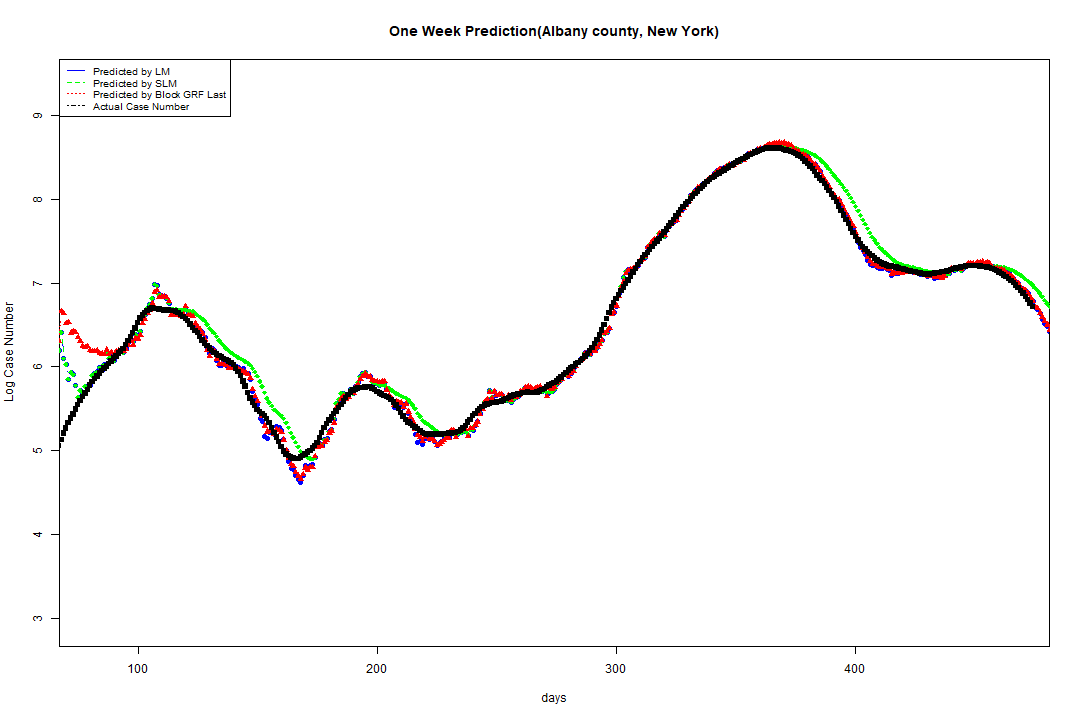 One Week Prediction(Albany county, New York)
Predicted by LM
Predicted by SLM
Predicted by Block GRF Last
Actual Case Number
9
8
7
6
5
4
3
Log Case Number
100 200 300 400
days